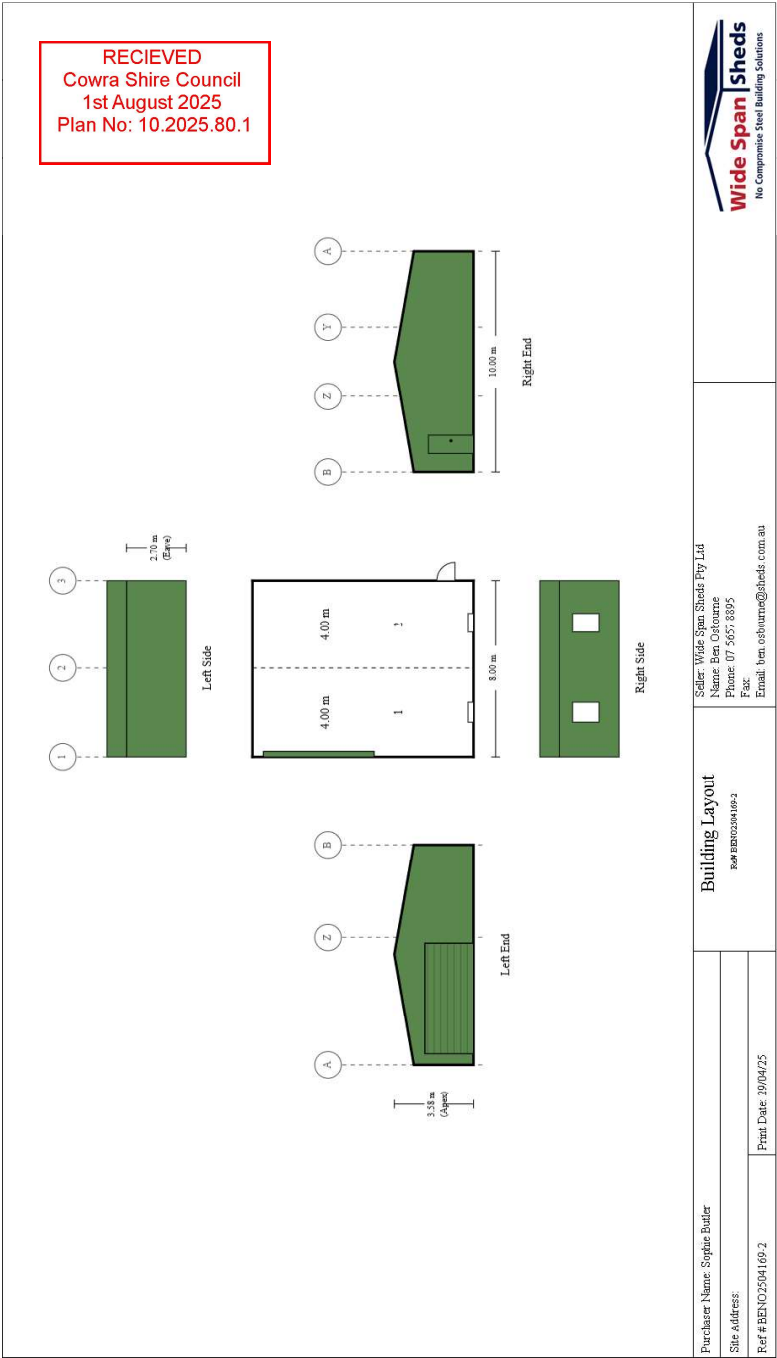 RECIEVED
Cowra Shire Council
1st August 2025
Plan No: 10.2025.80.1
A
Y
Z
B
10.00 m
Right End
3
2
1
2.70 m
(Eave)
Left Side
4.00 m
4.00 m
1
8.00 m
Right Side
B
Z
A
Left End
3.58 m
(Apex)
Wide Span Sheds
No Compromise Steel Building Solutions
Seller: Wide Span Sheds Pty Ltd
Name: Ben Osbourne
Phone: 07 5657 8895
Fax:
Email: ben.osbourne@sheds.com.au
Building Layout
Ref# BENO2504169-2
Purchaser Name: Sophie Butler
Site Address:
Ref # BENO2504169-2
Print Date: 29/04/25